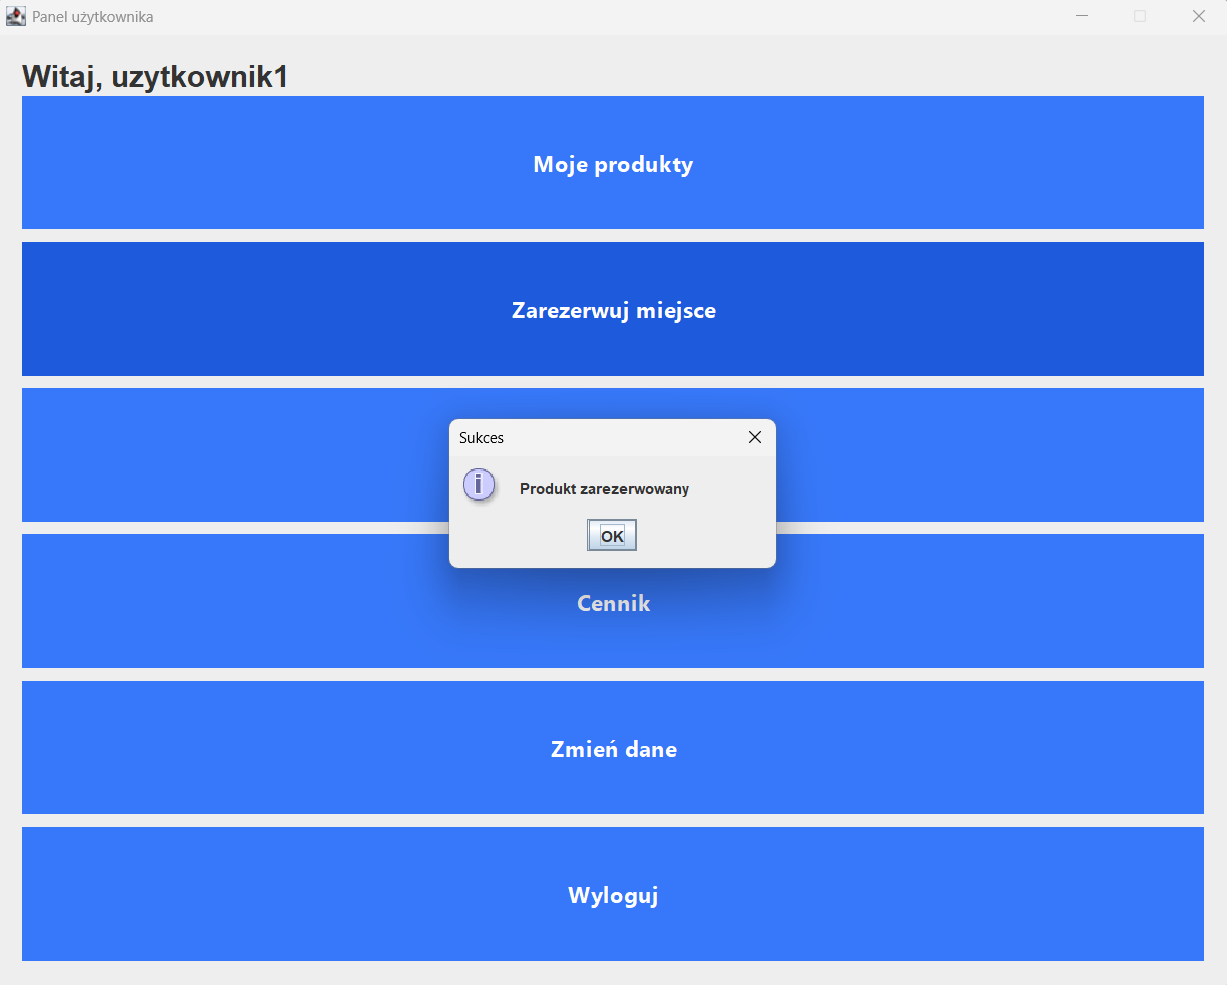 Panel użytkownika
Witaj, uzytkownik1
Moje produkty
Zarezerwuj miejsce
Sukces
i
Produkt zarezerwowany
OK
Cennik
Zmień dane
Wyloguj